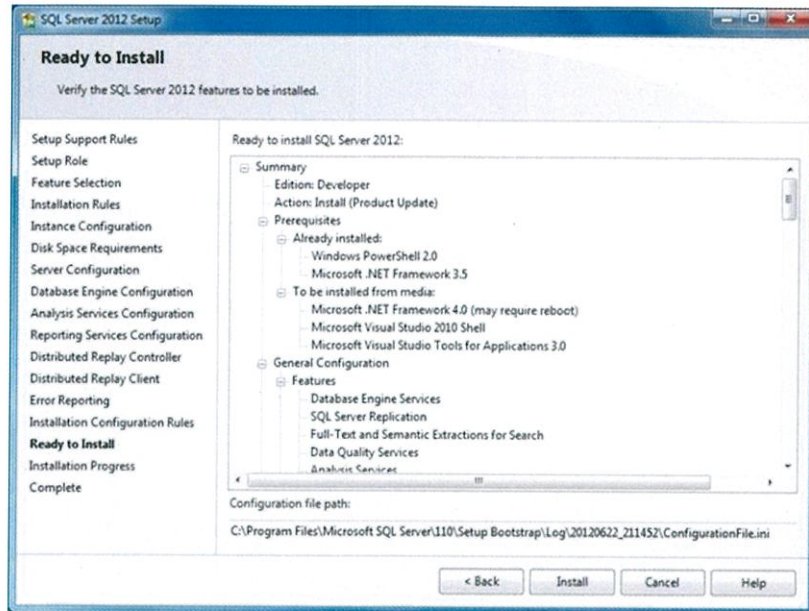 SQL Server 2012 Setup
Ready to Install
Verify the SQL Server 2012 features to be installed.
Setup Support Rules
Setup Role
Feature Selection
Installation Rules
Instance Configuration
Disk Space Requirements
Server Configuration
Database Engine Configuration
Analysis Services Configuration
Reporting Services Configuration
Distributed Replay Controller
Distributed Replay Client
Error Reporting
Installation Configuration Rules
Ready to Install
Installation Progress
Complete
Ready to install SQL Server 2012:
Summary
Edition: Developer
Action: Install (Product Update)
Prerequisites
Already installed:
Windows PowerShell 2.0
Microsoft .NET Framework 3.5
To be installed from media:
Microsoft .NET Framework 4.0 (may require reboot)
Microsoft Visual Studio 2010 Shell
Microsoft Visual Studio Tools for Applications 3.0
General Configuration
Features
Database Engine Services
SQL Server Replication
Full-Text and Semantic Extractions for Search
Data Quality Services
Analysis Services
Configuration file path:
C:\Program Files\Microsoft SQL Server\110\Setup Bootstrap\Log\20120622_211452\ConfigurationFile.ini
< Back
Install
Cancel
Help